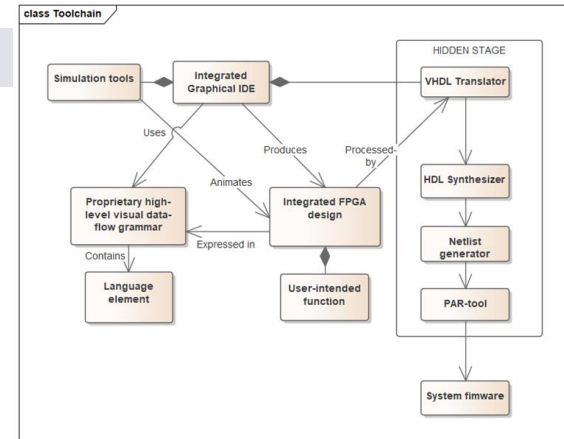 class Toolchain
HIDDEN STAGE
Simulation tools
Integrated
Graphical IDE
VHDL Translator
Uses
Produces
Processed-
by
Animates
HDL Synthesizer
Proprietary high-
level visual data-
flow grammar
Integrated FPGA
design
Expressed in
Contains
Netlist
generator
Language
element
User-intended
function
PAR-tool
System fimware